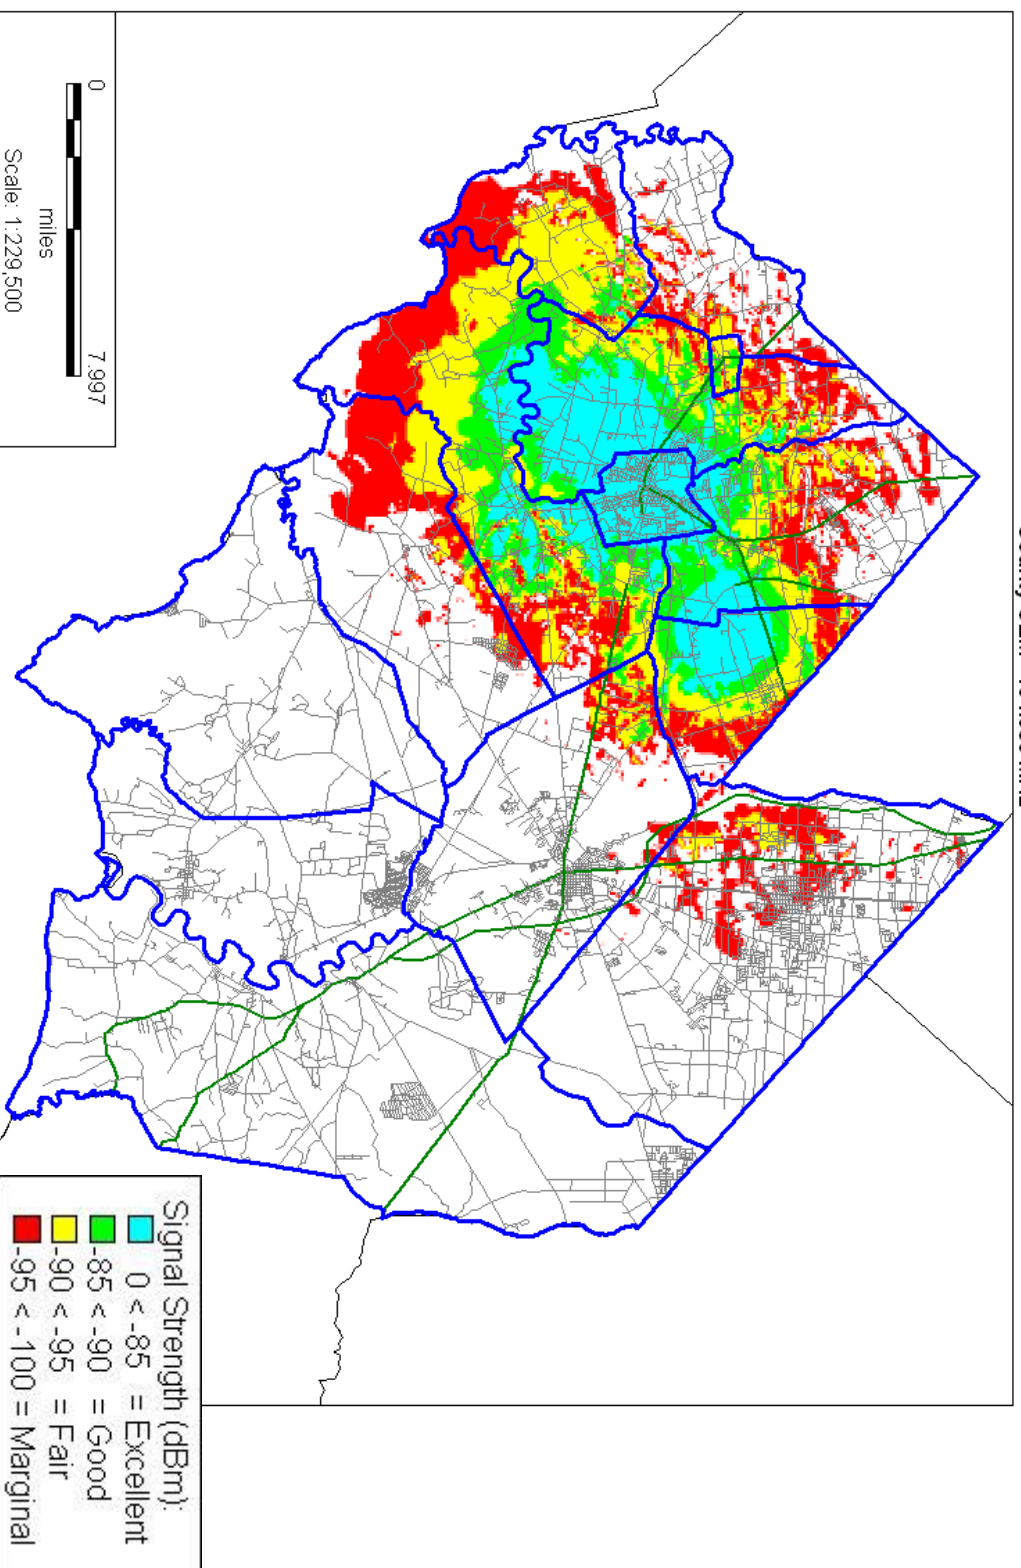 0 7.997
miles
Scale: 1:229,500
Signal Strength (dBm):
0 < -85 = Excellent
-85 < -90 = Good
-90 < -95 = Fair
-95 < -100 = Marginal